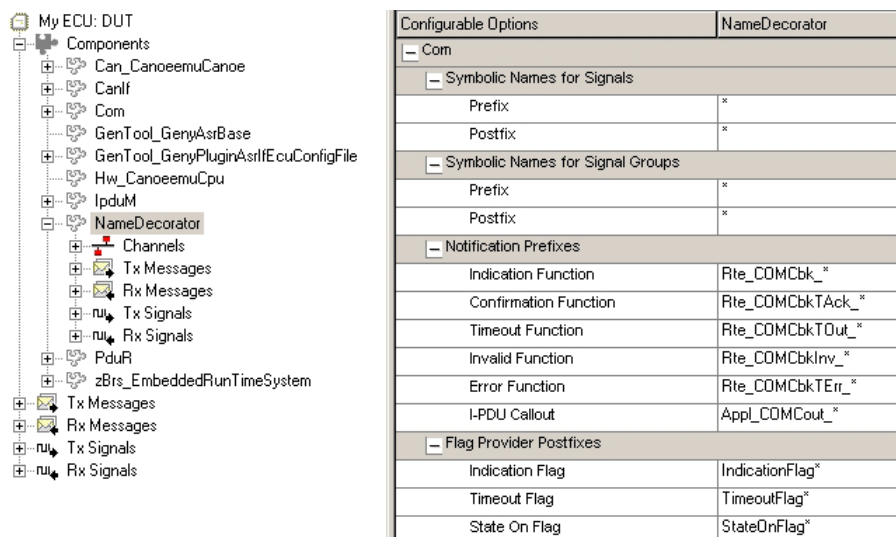 My ECU: DUT
Components
Can_CanoeemuCanoe
CanIf
Com
GenTool_GenyAsrBase
GenTool_GenyPluginAsrIfEcuConfigFile
Hw_CanoeemuCpu
IpduM
NameDecorator
Channels
Tx Messages
Rx Messages
Tx Signals
Rx Signals
PduR
zBrs_EmbeddedRunTimeSystem
Tx Messages
Rx Messages
Tx Signals
Rx Signals
Configurable Options NameDecorator
Com
Symbolic Names for Signals
Prefix *
Postfix *
Symbolic Names for Signal Groups
Prefix *
Postfix *
Notification Prefixes
Indication Function Rte_COMCbk_*
Confirmation Function Rte_COMCbkTAck_*
Timeout Function Rte_COMCbkTOut_*
Invalid Function Rte_COMCbkInv_*
Error Function Rte_COMCbkTErr_*
I-PDU Callout Appl_COMCout_*
Flag Provider Postfixes
Indication Flag IndicationFlag*
Timeout Flag TimeoutFlag*
State On Flag StateOnFlag*